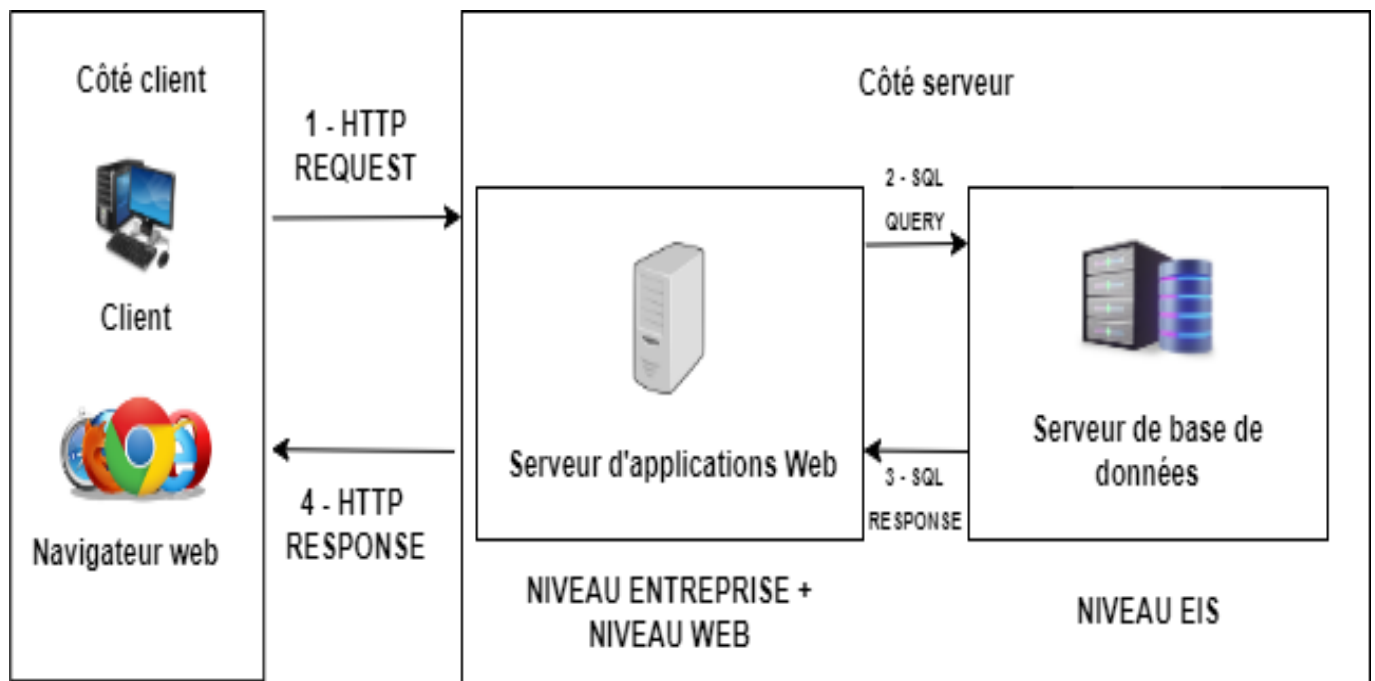 Côté client
Client
Navigateur web
1 - HTTP
REQUEST
4 - HTTP
RESPONSE
Côté serveur
Serveur d'applications Web
NIVEAU ENTREPRISE +
NIVEAU WEB
2 - SQL
QUERY
3 - SQL
RESPONSE
Serveur de base de
données
NIVEAU EIS